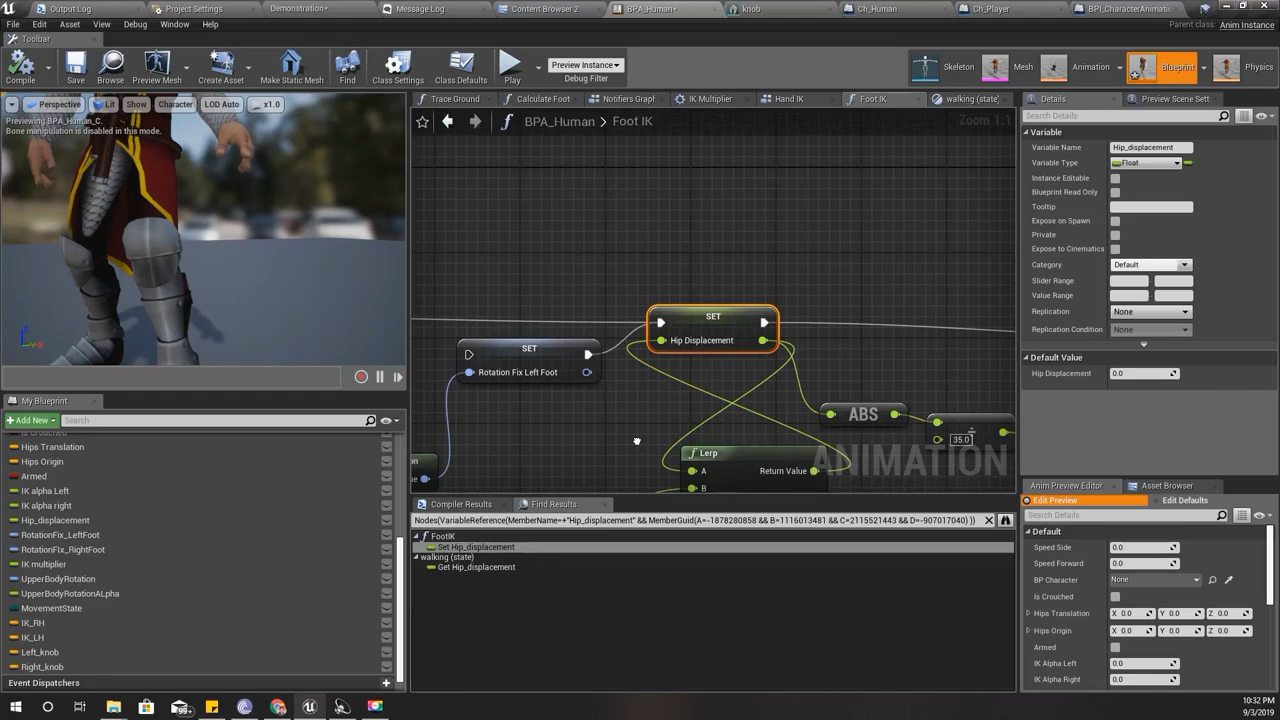 Output Log
Project Settings
Demonstration•
Message Log
Content Browser 2
BPA_Human•
knob
Ch_Human
Ch_Player
BPI_CharacterAnimatio
File Edit Asset View Debug Window Help
Parent class: Anim Instance
Toolbar
Compile
Save
Browse
Preview Mesh
Create Asset
Make Static Mesh
Find
Class Settings
Class Defaults
Play
Preview Instance
Debug Filter
Skeleton
Mesh
Animation
Blueprint
Physics
Perspective
Lit
Show
Character
LOD Auto
x1.0
Previewing BPA_Human_C.
Bone manipulation is disabled in this mode.
My Blueprint
+Add New
Search
Is Crouched
Hips Translation
Hips Origin
Armed
IK alpha Left
IK alpha right
Hip_displacement
RotationFix_LeftFoot
RotationFIx_RightFoot
IK multiplier
UpperBodyRotation
UpperBodyRotationALpha
MovementState
IK_RH
IK_LH
Left_knob
Right_knob
Event Dispatchers
Trace Ground
Calculate Foot
Notifiers Graph
IK Multiplier
Hand IK
Foot IK
walking (state)
BPA_Human > Foot IK
Zoom 1:1
SET
Rotation Fix Left Foot
SET
Hip Displacement
ABS
35.0
Lerp
A
B
Return Value
ANIMATION
Compiler Results
Find Results
Nodes(VariableReference(MemberName=+"Hip_displacement" && MemberGuid(A=-1878280858 && B=1116013481 && C=2115521443 && D=-907017040) ))
FootIK
Set Hip_displacement
walking (state)
Get Hip_displacement
Details
Preview Scene Sett
Search Details
Variable
Variable Name Hip_displacement
Variable Type Float
Instance Editable
Blueprint Read Only
Tooltip
Expose on Spawn
Private
Expose to Cinematics
Category Default
Slider Range
Value Range
Replication None
Replication Condition None
Default Value
Hip Displacement 0.0
Anim Preview Editor
Asset Browser
Edit Preview
Edit Defaults
Search Details
Default
Speed Side 0.0
Speed Forward 0.0
BP Character None
Is Crouched
Hips Translation X 0.0 Y 0.0 Z 0.0
Hips Origin X 0.0 Y 0.0 Z 0.0
Armed
IK Alpha Left 0.0
IK Alpha Right 0.0
99+
10:32 PM
9/3/2019